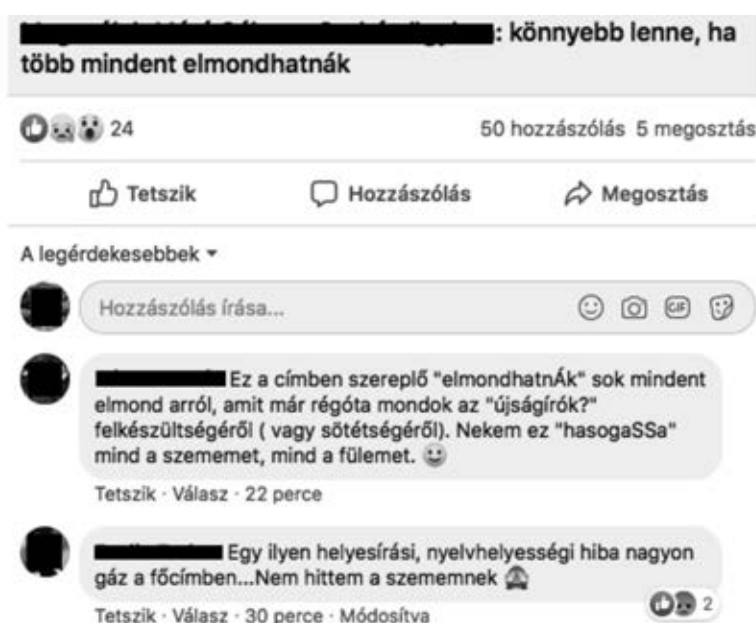 : könnyebb lenne, ha
több mindent elmondhatnák
24
50 hozzászólás 5 megosztás
Tetszik
Hozzászólás
Megosztás
A legérdekesebbek
Hozzászólás írása...
GIF
Ez a címben szereplő "elmondhatnÁk" sok mindent
elmond arról, amit már régóta mondok az "újságírók?"
felkészültségéről ( vagy sötétségéről). Nekem ez "hasogaSSa"
mind a szememet, mind a fülemet.
Tetszik · Válasz · 22 perce
Egy ilyen helyesírási, nyelvhelyességi hiba nagyon
gáz a főcímben...Nem hittem a szememnek
2
Tetszik · Válasz · 30 perce · Módosítva